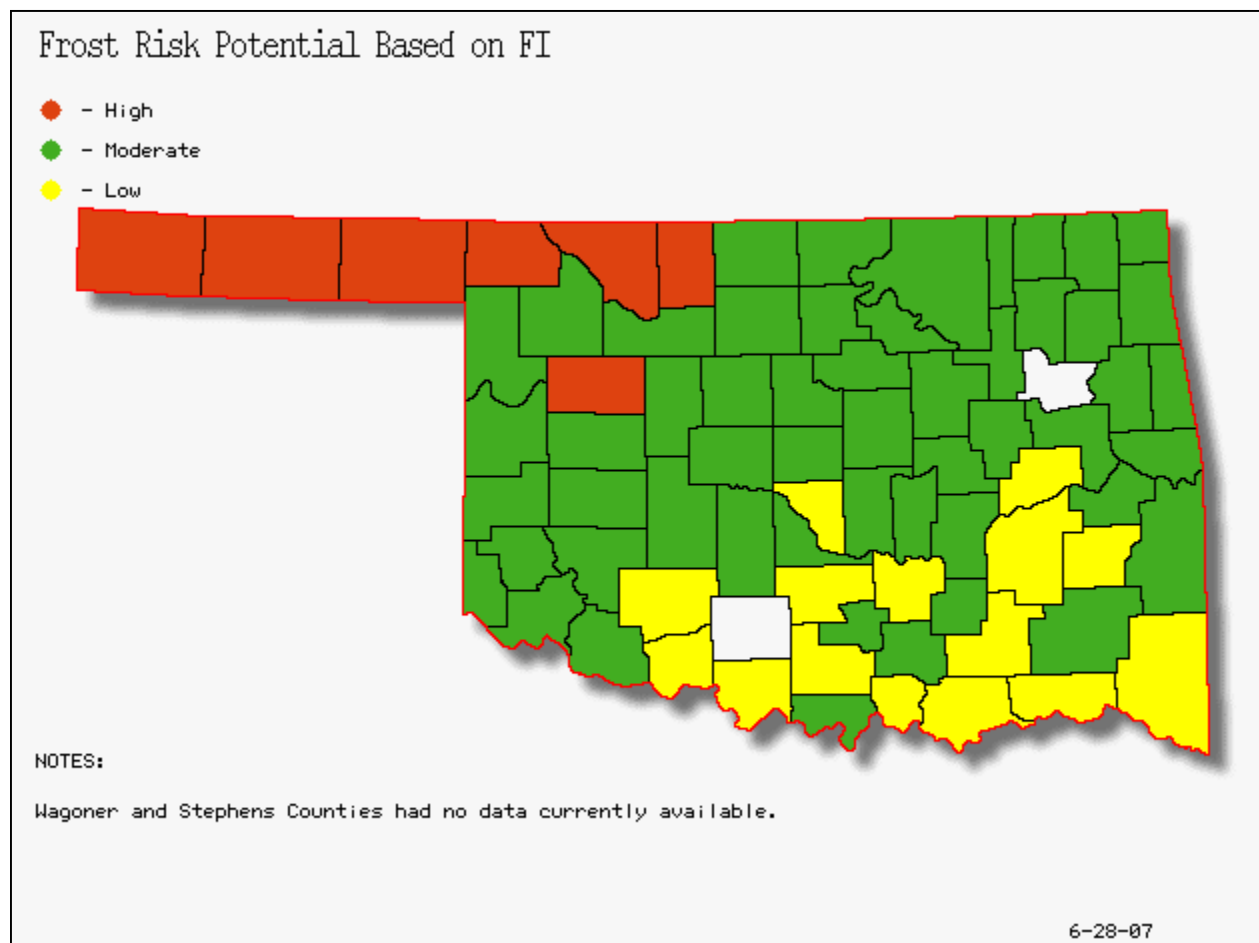 Frost Risk Potential Based on FI
- High
- Moderate
- Low
NOTES:
Wagoner and Stephens Counties had no data currently available.
6-28-07